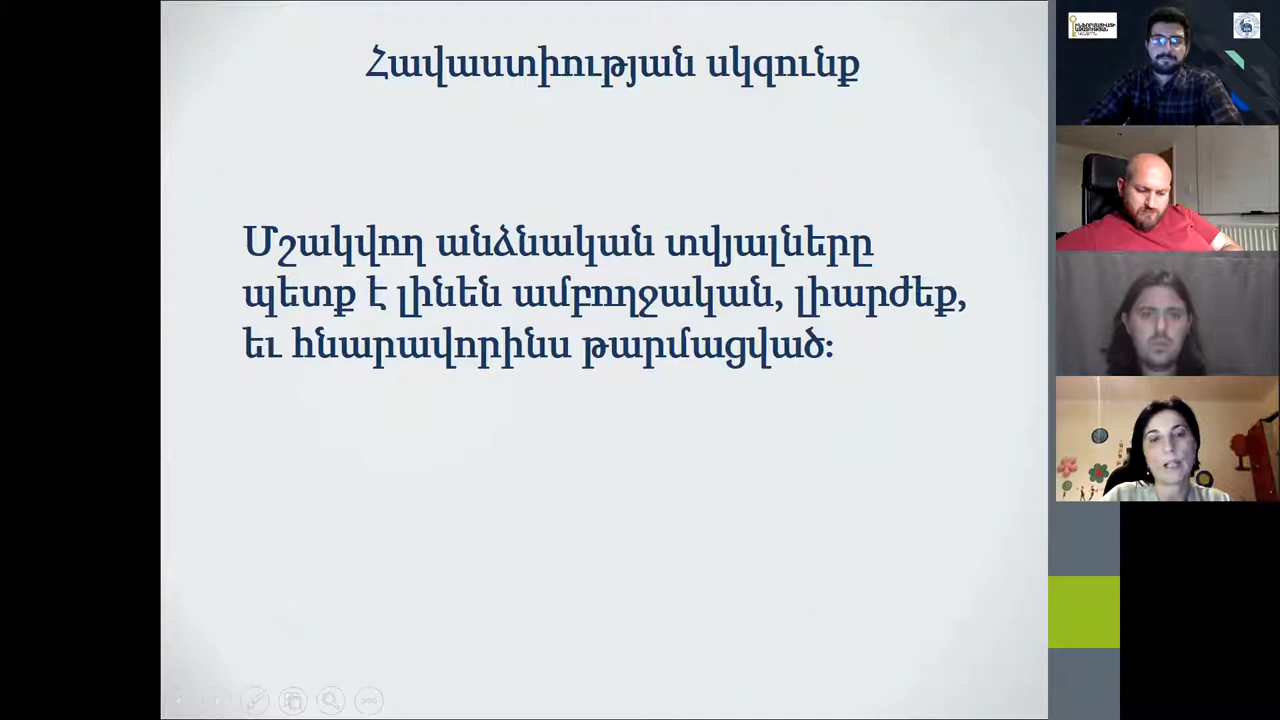 Հավաստիության սկզունք
Մշակվող անձնական տվյալները
պետք է լինեն ամբողջական, լիարժեք,
եւ հնարավորինս թարմացված: